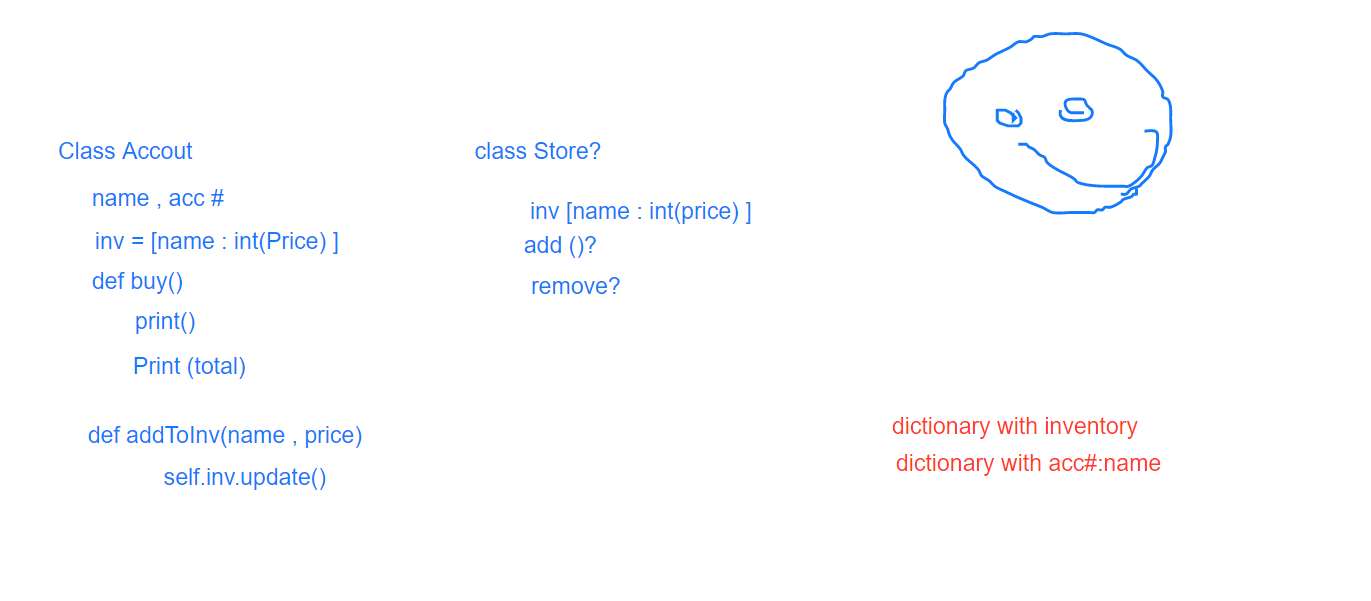 Class Accout
name , acc #
inv = [name : int(Price) ]
def buy()
print()
Print (total)
def addToInv(name , price)
self.inv.update()
class Store?
inv [name : int(price) ]
add ()?
remove?
dictionary with inventory
dictionary with acc#:name